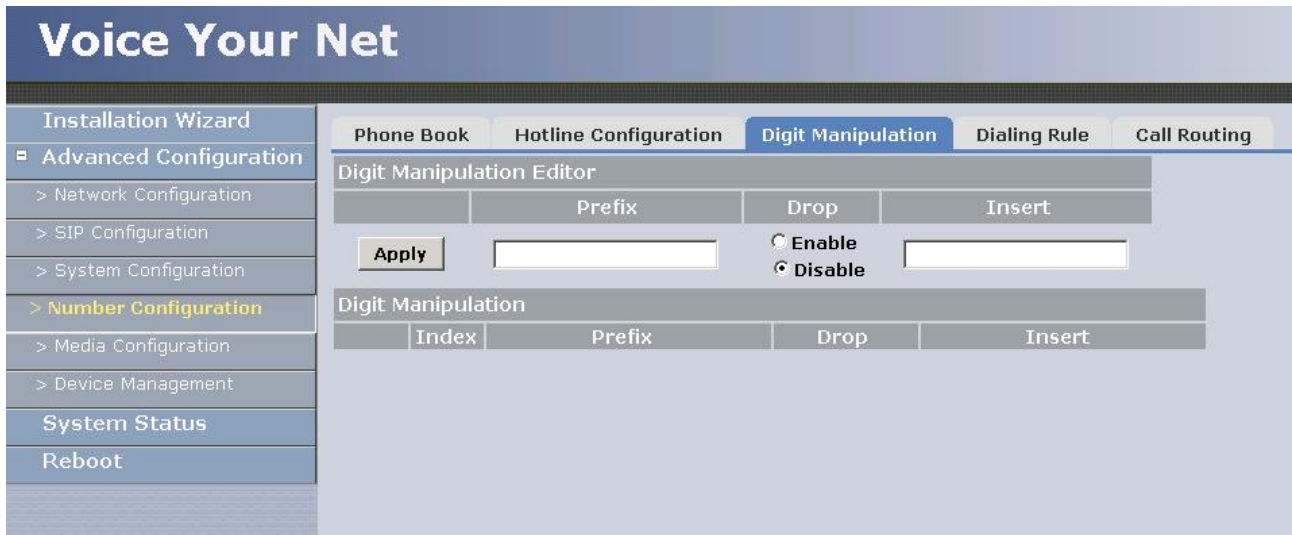 Voice Your Net
Installation Wizard
Advanced Configuration
> Network Configuration
> SIP Configuration
> System Configuration
> Number Configuration
> Media Configuration
> Device Management
System Status
Reboot
Phone Book Hotline Configuration Digit Manipulation Dialing Rule Call Routing
Digit Manipulation Editor
Prefix Drop Insert
Apply Enable Disable
Digit Manipulation
Index Prefix Drop Insert